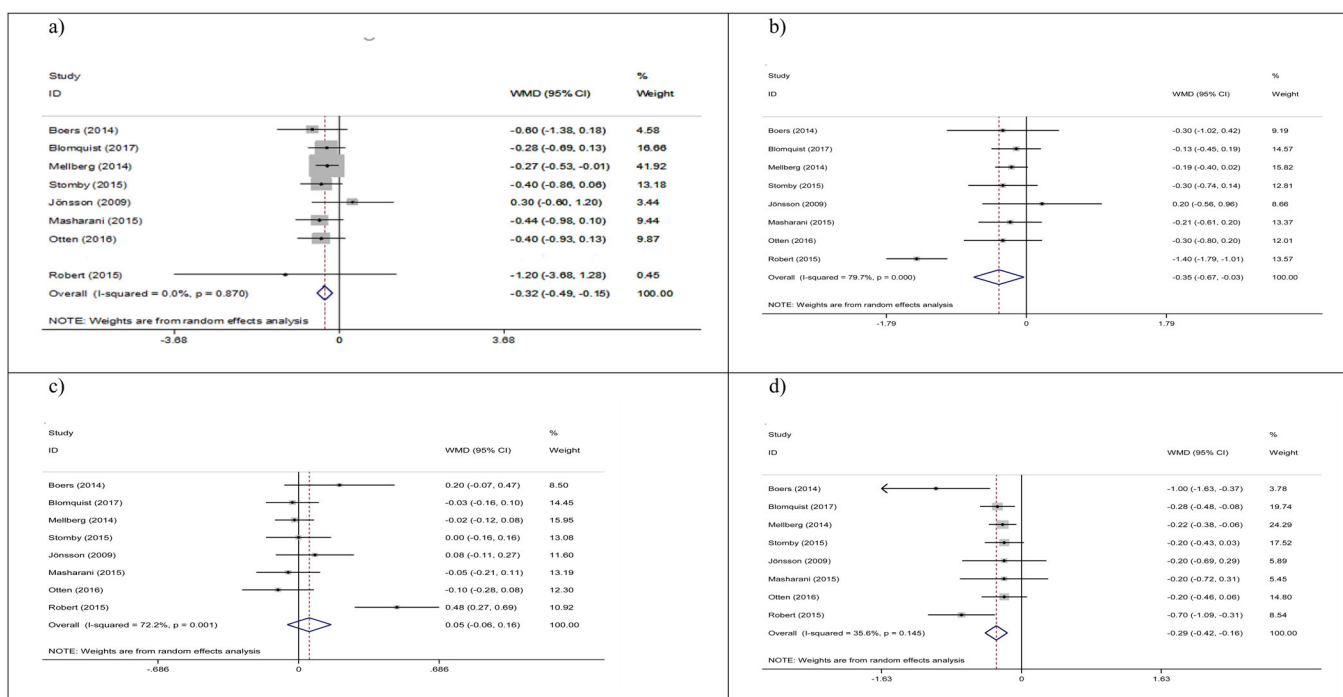 a)
Study %
ID WMD (95% CI) Weight
Boers (2014) -0.60 (-1.38, 0.18) 4.58
Blomquist (2017) -0.28 (-0.69, 0.13) 16.66
Mellberg (2014) -0.27 (-0.53, -0.01) 41.92
Stomby (2015) -0.40 (-0.86, 0.06) 13.18
Jönsson (2009) 0.30 (-0.60, 1.20) 3.44
Masharani (2015) -0.44 (-0.98, 0.10) 9.44
Otten (2016) -0.40 (-0.93, 0.13) 9.87
Robert (2015) -1.20 (-3.68, 1.28) 0.45
Overall (I-squared = 0.0%, p = 0.870) -0.32 (-0.49, -0.15) 100.00
NOTE: Weights are from random effects analysis
-3.68 0 3.68
b)
Study %
ID WMD (95% CI) Weight
Boers (2014) -0.30 (-1.02, 0.42) 9.19
Blomquist (2017) -0.13 (-0.45, 0.19) 14.57
Mellberg (2014) -0.19 (-0.40, 0.02) 15.82
Stomby (2015) -0.30 (-0.74, 0.14) 12.81
Jönsson (2009) 0.20 (-0.56, 0.96) 8.66
Masharani (2015) -0.21 (-0.61, 0.20) 13.37
Otten (2016) -0.30 (-0.80, 0.20) 12.01
Robert (2015) -1.40 (-1.79, -1.01) 13.57
Overall (I-squared = 79.7%, p = 0.000) -0.35 (-0.67, -0.03) 100.00
NOTE: Weights are from random effects analysis
-1.79 0 1.79
c)
Study %
ID WMD (95% CI) Weight
Boers (2014) 0.20 (-0.07, 0.47) 8.50
Blomquist (2017) -0.03 (-0.16, 0.10) 14.45
Mellberg (2014) -0.02 (-0.12, 0.08) 15.95
Stomby (2015) 0.00 (-0.16, 0.16) 13.08
Jönsson (2009) 0.08 (-0.11, 0.27) 11.60
Masharani (2015) -0.05 (-0.21, 0.11) 13.19
Otten (2016) -0.10 (-0.28, 0.08) 12.30
Robert (2015) 0.48 (0.27, 0.69) 10.92
Overall (I-squared = 72.2%, p = 0.001) 0.05 (-0.06, 0.16) 100.00
NOTE: Weights are from random effects analysis
-.686 0 .686
d)
Study %
ID WMD (95% CI) Weight
Boers (2014) -1.00 (-1.63, -0.37) 3.78
Blomquist (2017) -0.28 (-0.48, -0.08) 19.74
Mellberg (2014) -0.22 (-0.38, -0.06) 24.29
Stomby (2015) -0.20 (-0.43, 0.03) 17.52
Jönsson (2009) -0.20 (-0.69, 0.29) 5.89
Masharani (2015) -0.20 (-0.72, 0.31) 5.45
Otten (2016) -0.20 (-0.46, 0.06) 14.80
Robert (2015) -0.70 (-1.09, -0.31) 8.54
Overall (I-squared = 35.6%, p = 0.145) -0.29 (-0.42, -0.16) 100.00
NOTE: Weights are from random effects analysis
-1.63 0 1.63